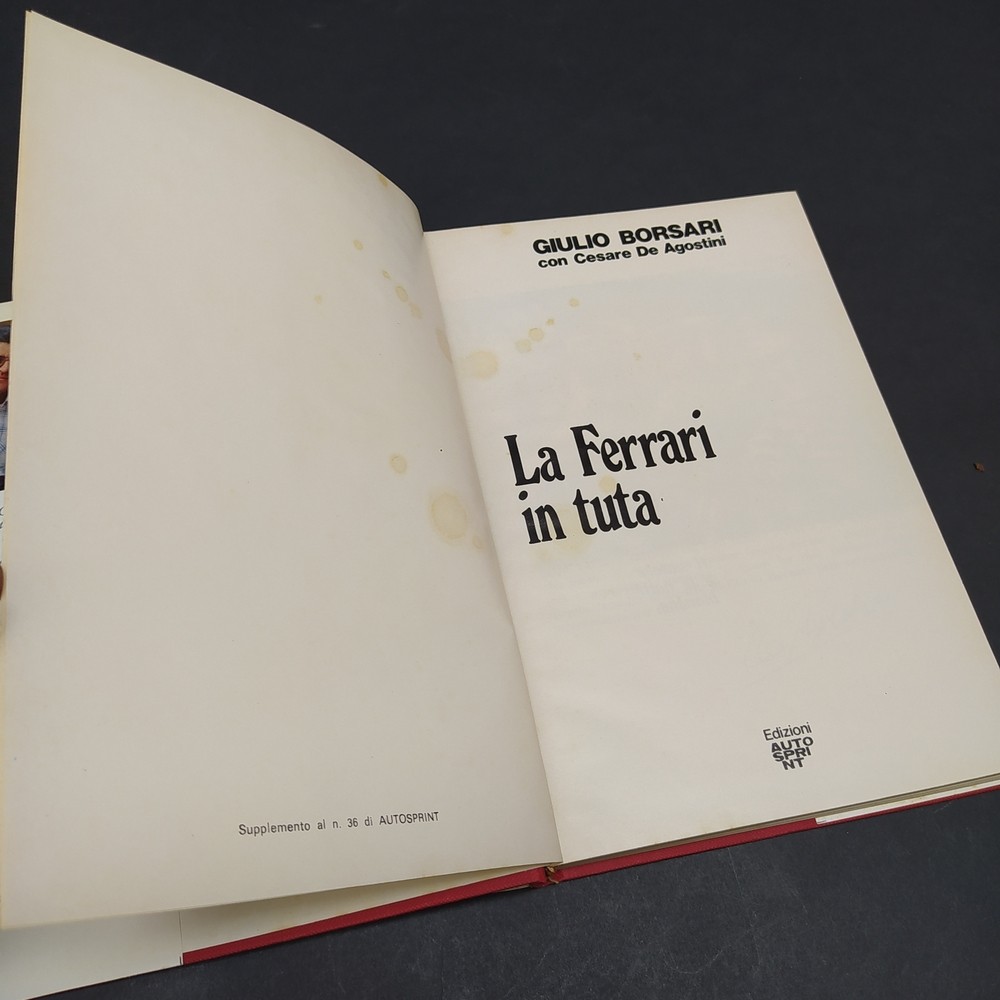 Supplemento al n. 36 di AUTOSPRINT
GIULIO BORSARI
con Cesare De Agostini
La Ferrari
in tuta
Edizioni
AUTO
SPRI
NT